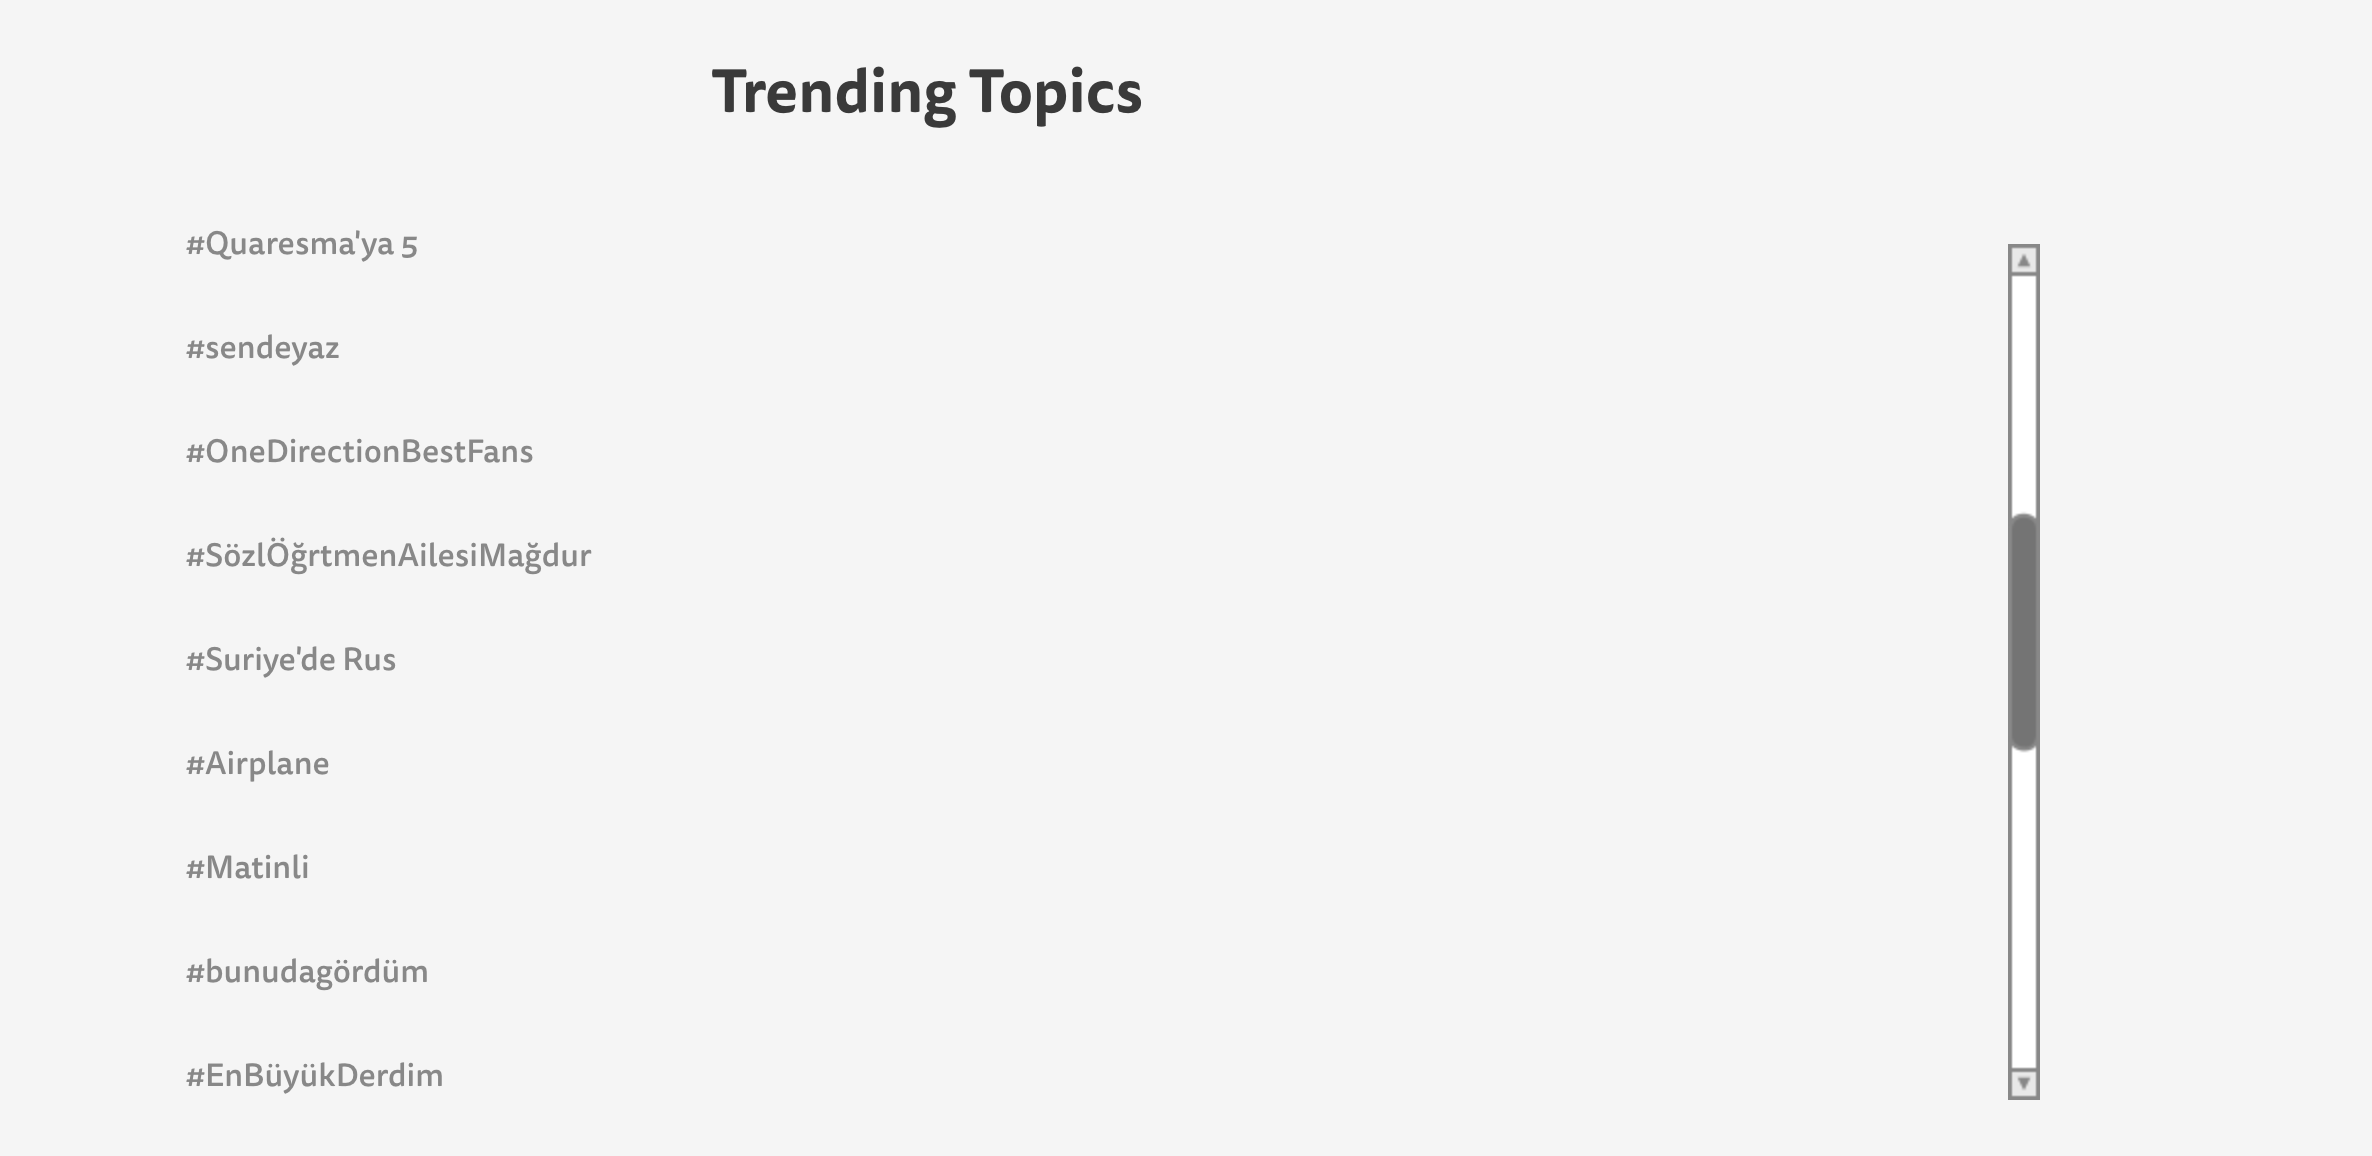 Trending Topics
#Quaresma'ya 5
#sendeyaz
#OneDirectionBestFans
#SözlÖğrtmenAilesiMağdur
#Suriye'de Rus
#Airplane
#Matinli
#bunudagördüm
#EnBüyükDerdim